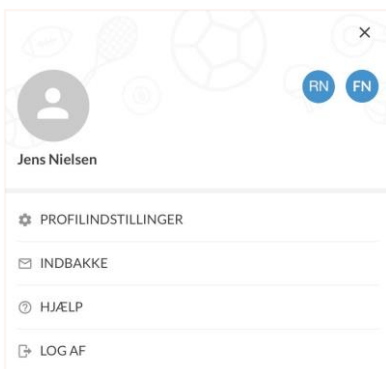 RN FN
Jens Nielsen
PROFILINDSTILLINGER
INDBAKKE
HJÆLP
LOG AF